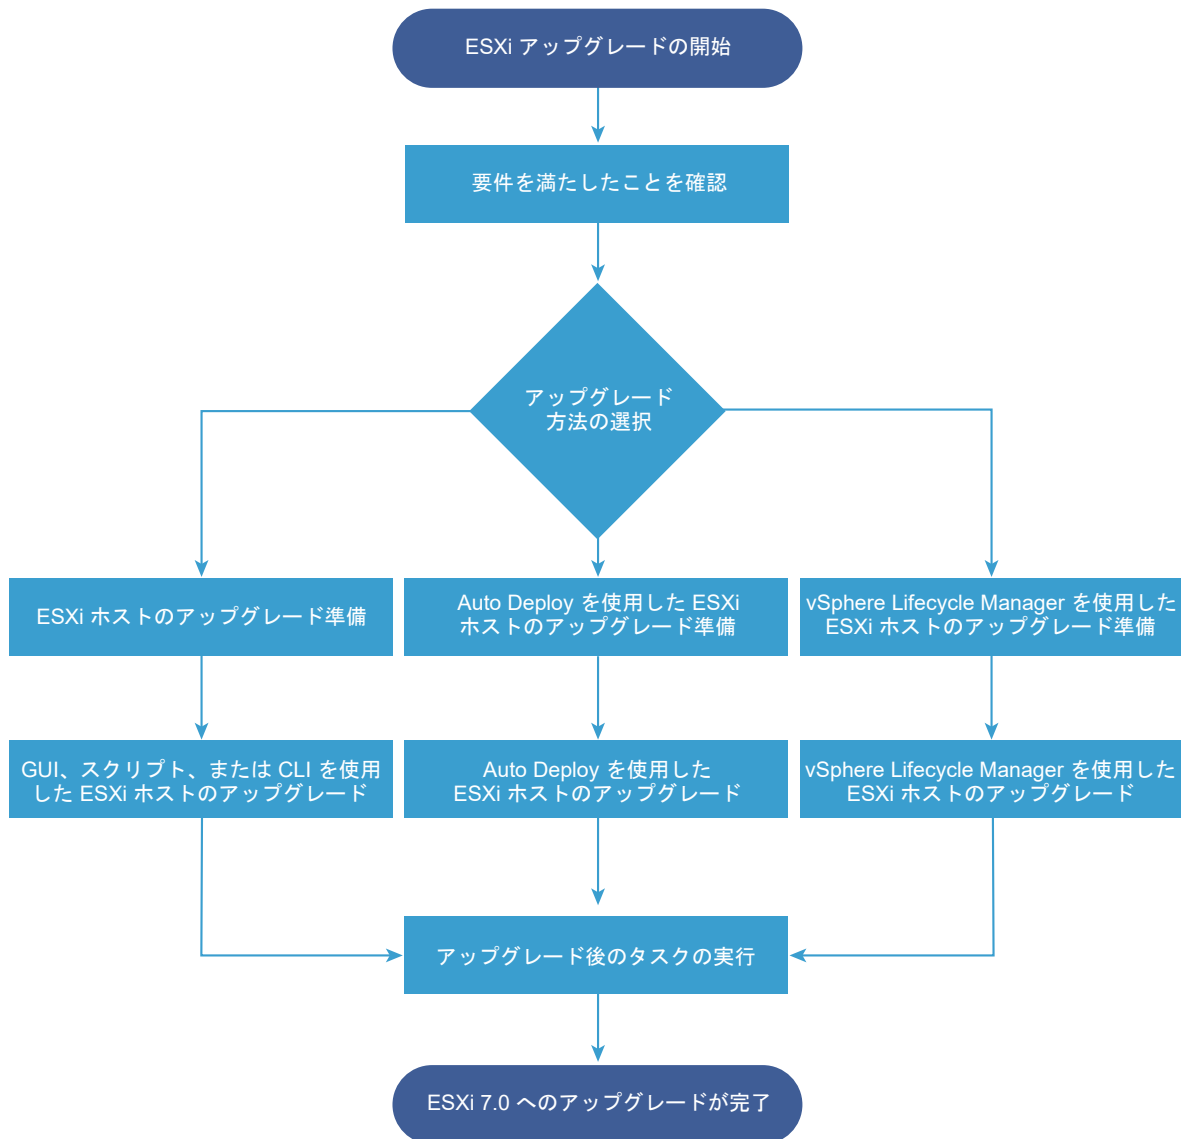 ESXi アップグレードの開始
要件を満たしたことを確認
アップグレード
方法の選択
ESXi ホストのアップグレード準備
Auto Deploy を使用した ESXi
ホストのアップグレード準備
vSphere Lifecycle Manager を使用した
ESXi ホストのアップグレード準備
GUI、スクリプト、または CLI を使用
した ESXi ホストのアップグレード
Auto Deploy を使用した
ESXi ホストのアップグレード
vSphere Lifecycle Manager を使用した
ESXi ホストのアップグレード
アップグレード後のタスクの実行
ESXi 7.0 へのアップグレードが完了